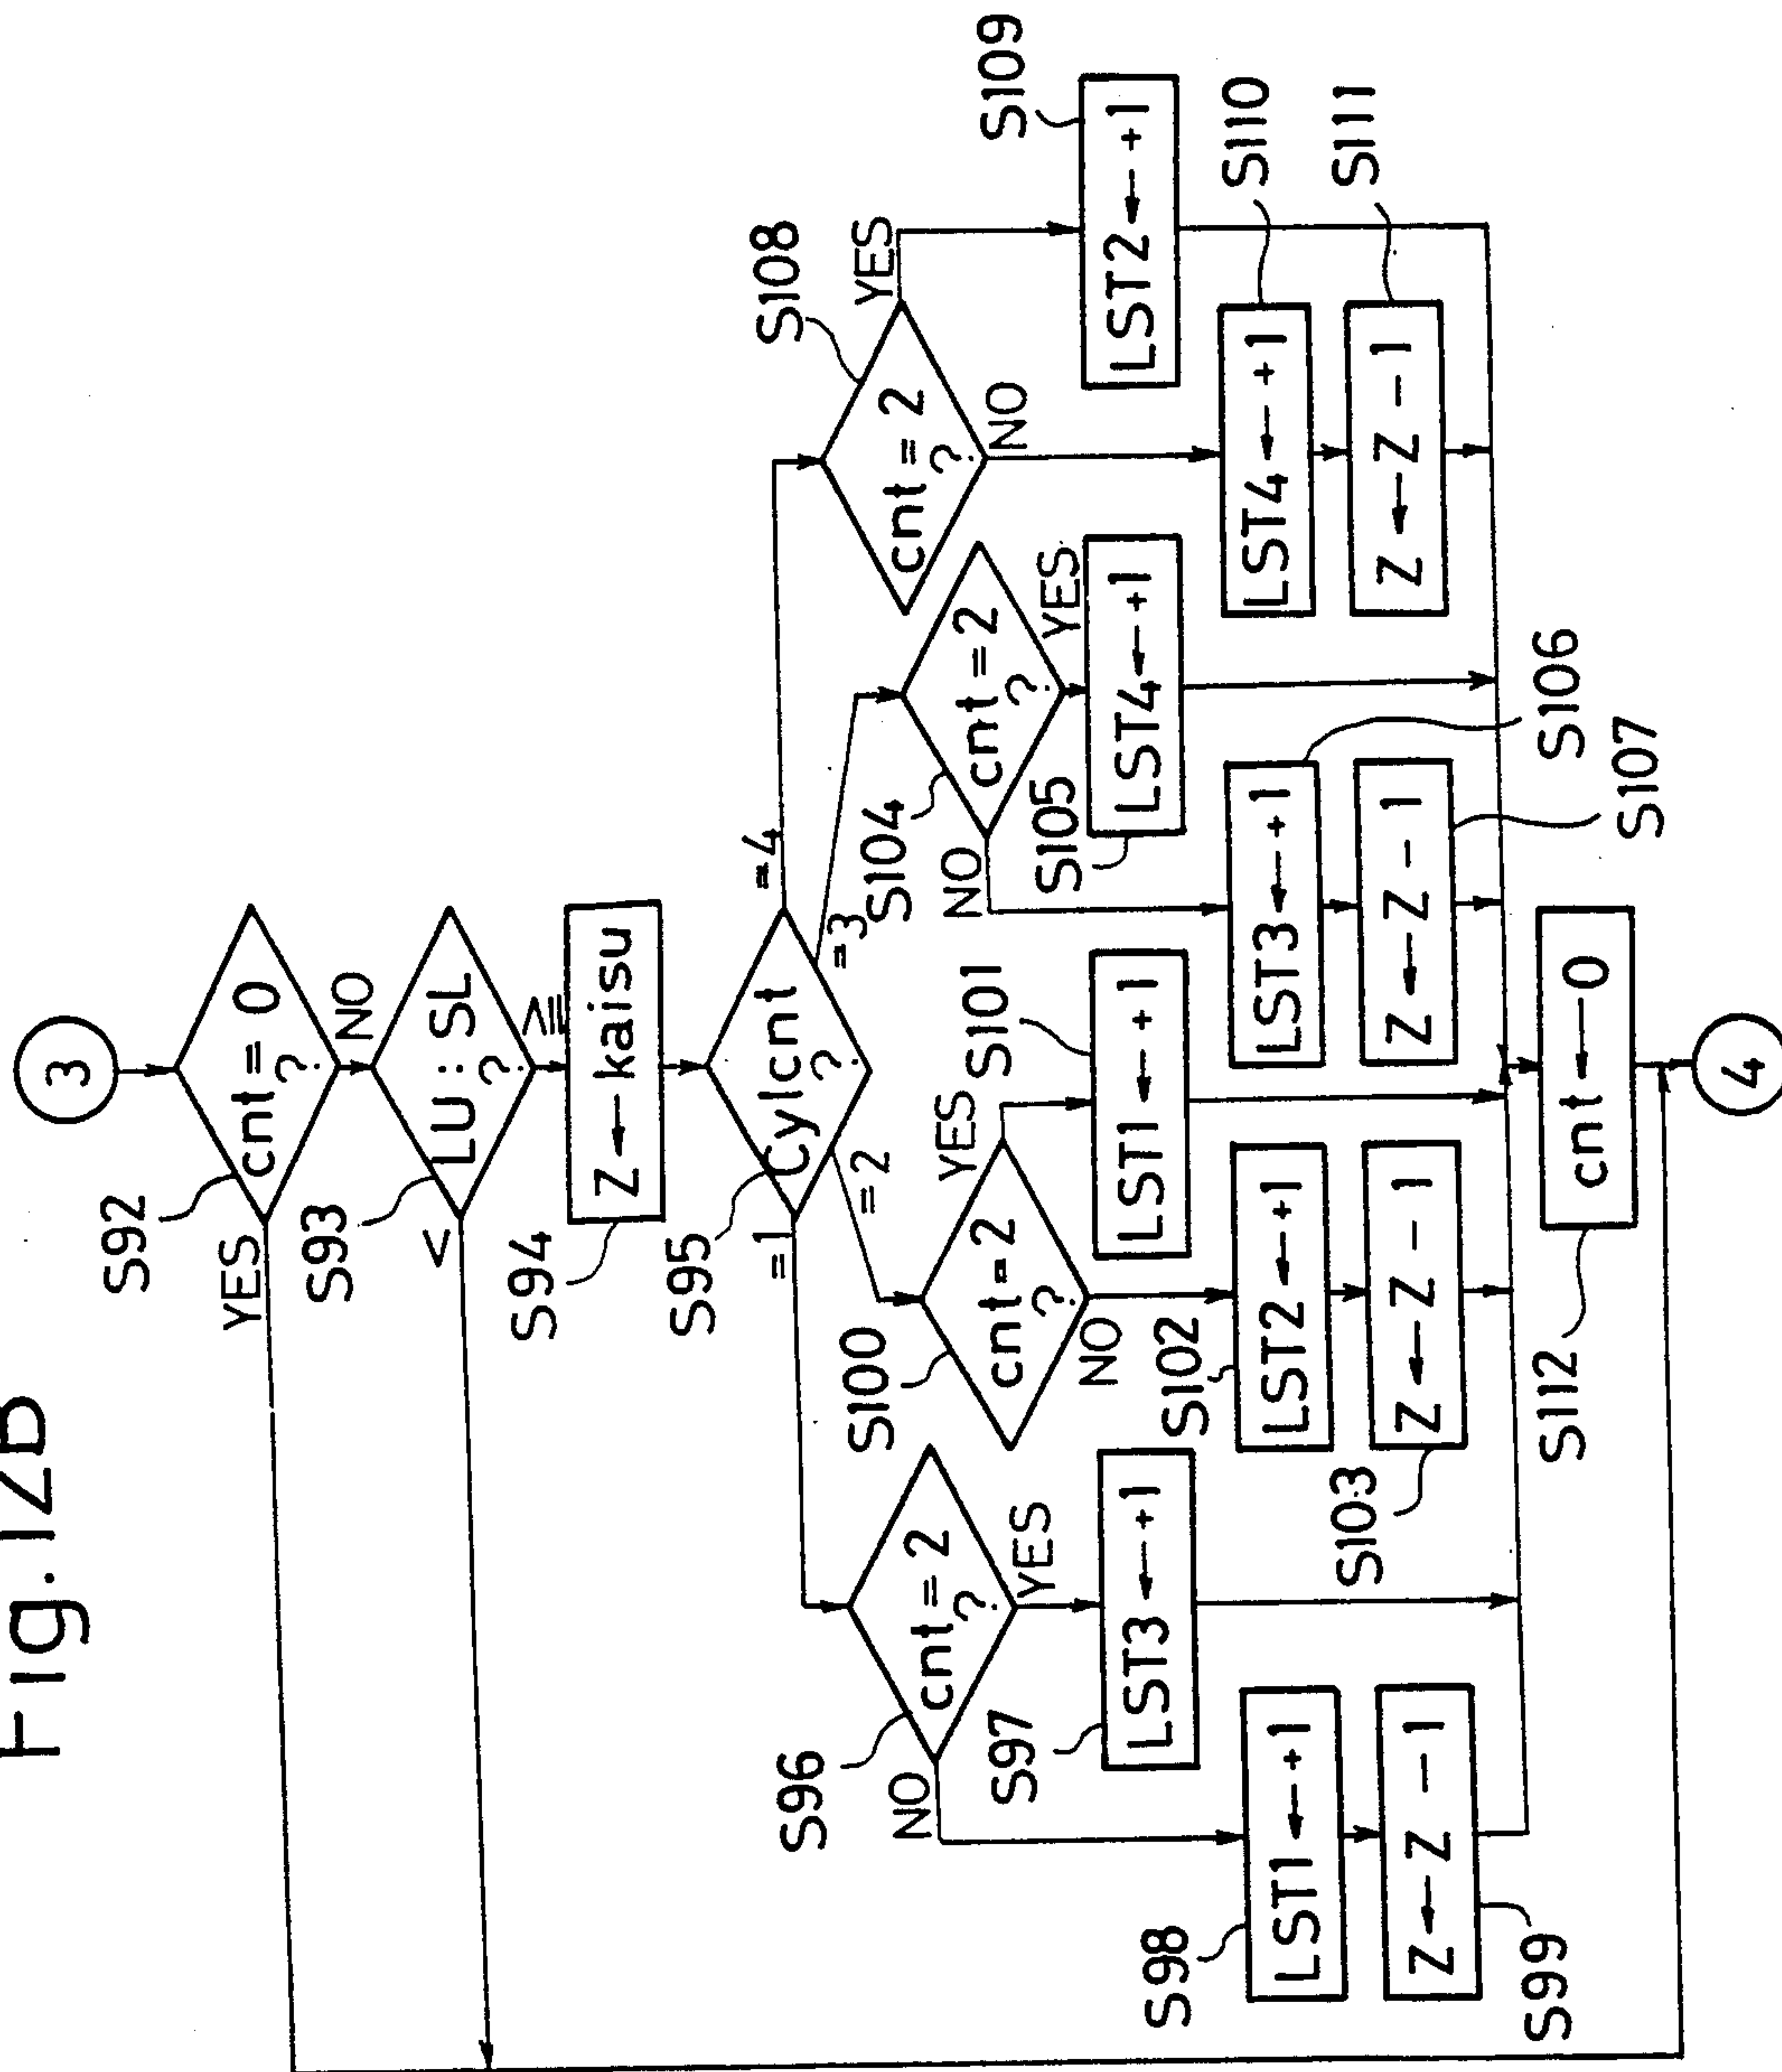 Fig. 12B
3
S92
cnt = 0
?
YES
NO
S93
LU : SL
?
<
≧
S94
Z ← kaisu
S95
Cylcnt
?
=1
=2
=3
=4
S96
cnt = 2
?
NO
YES
S97
LST3 ← +1
S98
LST1 ← +1
S99
Z ← Z - 1
S100
cnt = 2
?
YES
NO
S101
LST1 ← +1
S102
LST2 ← +1
S103
Z ← Z - 1
S104
cnt = 2
?
NO
YES
S105
LST4 ← +1
S106
LST3 ← +1
S107
Z ← Z - 1
S108
cnt = 2
?
YES
NO
S109
LST2 ← +1
S110
LST4 ← +1
S111
Z ← Z - 1
S112
cnt ← 0
4